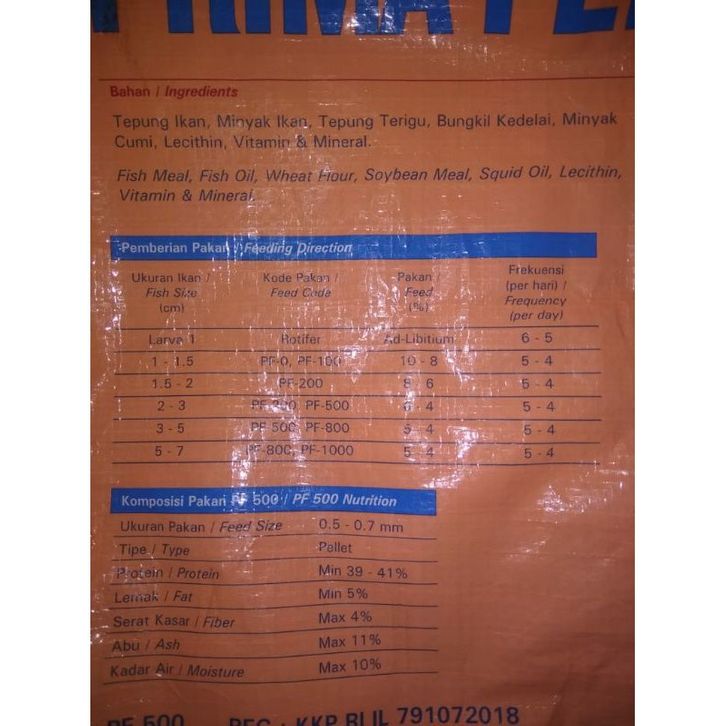 PRIMA FE
Bahan / Ingredients
Tepung Ikan, Minyak Ikan, Tepung Terigu, Bungkil Kedelai, Minyak
Cumi, Lecithin, Vitamin & Mineral.
Fish Meal, Fish Oil, Wheat Flour, Soybean Meal, Squid Oil, Lecithin,
Vitamin & Mineral.
Pemberian Pakan / Feeding Direction
Ukuran Ikan / Fish Size (cm) Kode Pakan / Feed Code Pakan / Feed (%) Frekuensi (per hari) / Frequency (per day)
Larva 1 Rotifer Ad-Libitium 6 - 5
1 - 1.5 PF-0, PF-100 10 - 8 5 - 4
1.5 - 2 PF-200 8 - 6 5 - 4
2 - 3 PF-300, PF-500 6 - 4 5 - 4
3 - 5 PF-500, PF-800 5 - 4 5 - 4
5 - 7 PF-800, PF-1000 5 - 4 5 - 4
Komposisi Pakan PF 500 / PF 500 Nutrition
Ukuran Pakan / Feed Size 0.5 - 0.7 mm
Tipe / Type Pellet
Protein / Protein Min 39 - 41%
Lemak / Fat Min 5%
Serat Kasar / Fiber Max 4%
Abu / Ash Max 11%
Kadar Air / Moisture Max 10%
PF 500 REG : KKP RI IL 791072018